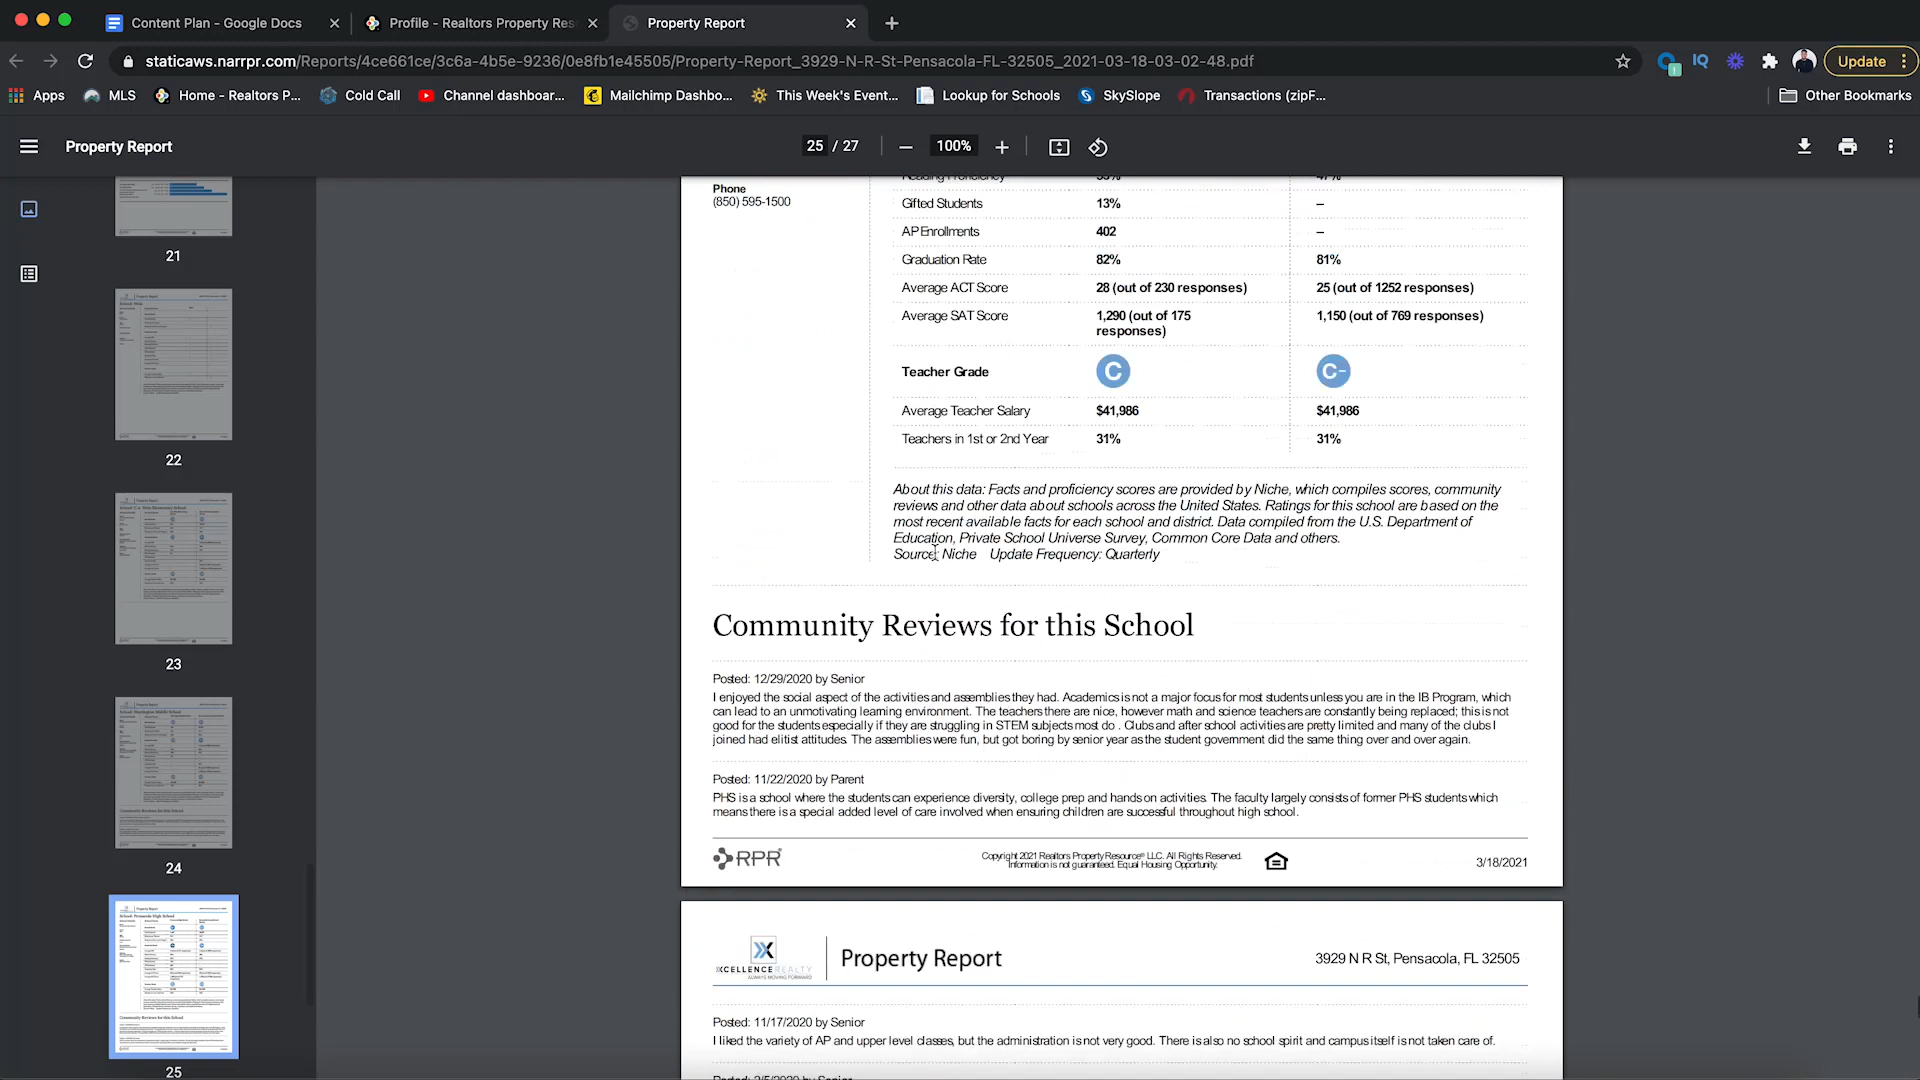 Content Plan - Google Docs
Profile - Realtors Property Res
Property Report
staticaws.narrpr.com/Reports/4ce661ce/3c6a-4b5e-9236/0e8fb1e45505/Property-Report_3929-N-R-St-Pensacola-FL-32505_2021-03-18-03-02-48.pdf
IQ
Update
Apps
MLS
Home - Realtors P...
Cold Call
Channel dashboar...
Mailchimp Dashbo...
This Week's Event...
Lookup for Schools
SkySlope
Transactions (zipF...
Other Bookmarks
Property Report
25 / 27
100%
21
22
23
24
25
Phone
(850) 595-1500
Reading Proficiency 53% 47%
Gifted Students 13% –
AP Enrollments 402 –
Graduation Rate 82% 81%
Average ACT Score 28 (out of 230 responses) 25 (out of 1252 responses)
Average SAT Score 1,290 (out of 175 1,150 (out of 769 responses)
responses)
Teacher Grade C C-
Average Teacher Salary $41,986 $41,986
Teachers in 1st or 2nd Year 31% 31%
About this data: Facts and proficiency scores are provided by Niche, which compiles scores, community
reviews and other data about schools across the United States. Ratings for this school are based on the
most recent available facts for each school and district. Data compiled from the U.S. Department of
Education, Private School Universe Survey, Common Core Data and others.
Source: Niche Update Frequency: Quarterly
Community Reviews for this School
Posted: 12/29/2020 by Senior
I enjoyed the social aspect of the activities and assemblies they had. Academics is not a major focus for most students unless you are in the IB Program, which
can lead to an unmotivating learning environment. The teachers there are nice, however math and science teachers are constantly being replaced; this is not
good for the students especially if they are struggling in STEM subjects most do . Clubs and after school activities are pretty limited and many of the clubs I
joined had elitist attitudes. The assemblies were fun, but got boring by senior year as the student government did the same thing over and over again.
Posted: 11/22/2020 by Parent
PHS is a school where the students can experience diversity, college prep and hands on activities. The faculty largely consists of former PHS students which
means there is a special added level of care involved when ensuring children are successful throughout high school.
RPR
Copyright 2021 Realtors Property Resource® LLC. All Rights Reserved.
Information is not guaranteed. Equal Housing Opportunity.
3/18/2021
XCELLENCE REALTY
ALWAYS MOVING FORWARD
Property Report
3929 N R St, Pensacola, FL 32505
Posted: 11/17/2020 by Senior
I liked the variety of AP and upper level classes, but the administration is not very good. There is also no school spirit and campus itself is not taken care of.